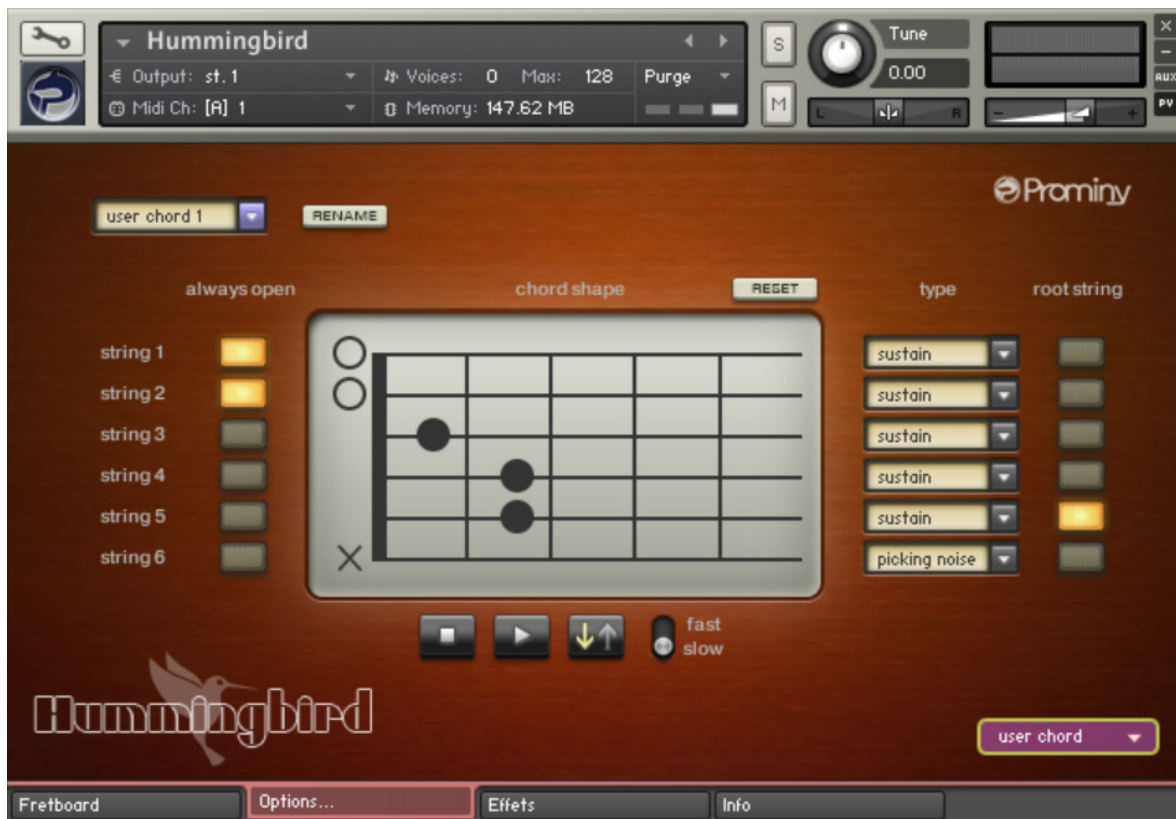 Hummingbird
Output: st.1
Voices: 0 Max: 128
Purge
Midi Ch: [A] 1
Memory: 147.62 MB
S
M
Tune
0.00
L R
- +
X
-
AUX
PV
Prominy
user chord 1
RENAME
always open
chord shape
RESET
type
root string
string 1
sustain
string 2
sustain
string 3
sustain
string 4
sustain
string 5
sustain
string 6
X
picking noise
fast
slow
Hummingbird
user chord
Fretboard
Options...
Effets
Info